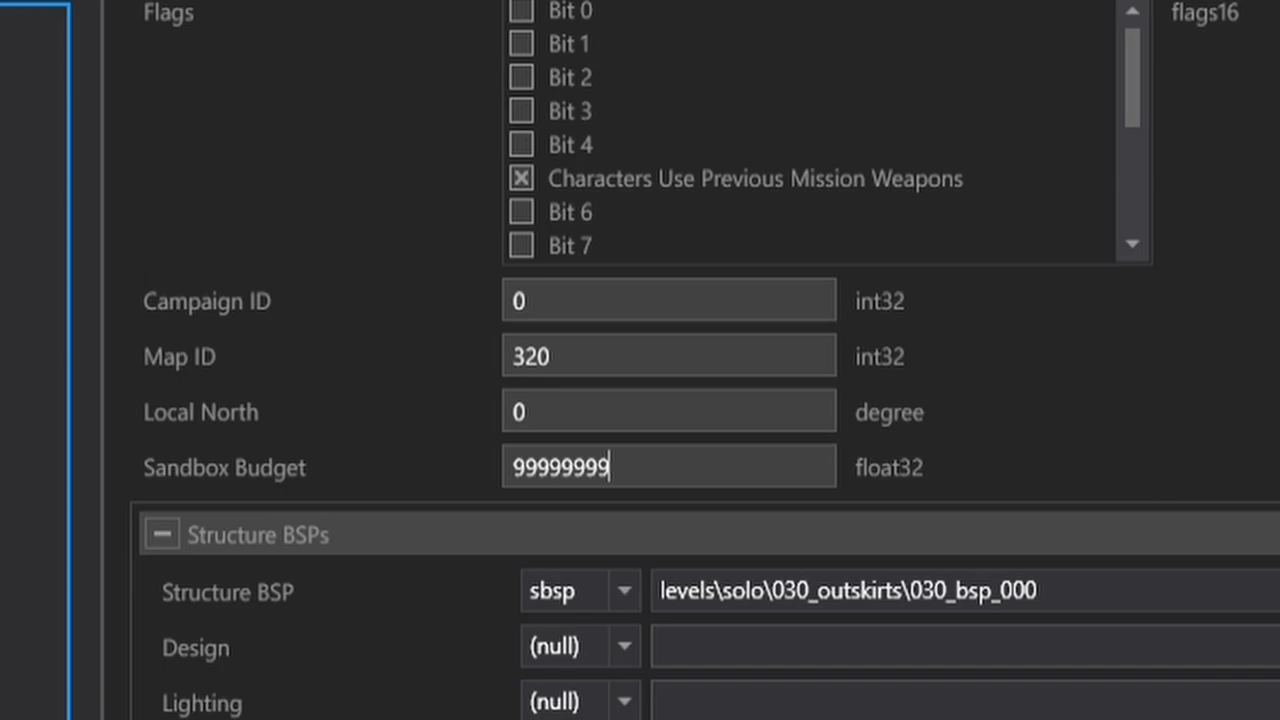 Flags Bit 0 flags16
Bit 1
Bit 2
Bit 3
Bit 4
Characters Use Previous Mission Weapons
Bit 6
Bit 7
Campaign ID 0 int32
Map ID 320 int32
Local North 0 degree
Sandbox Budget 99999999 float32
Structure BSPs
Structure BSP sbsp levels\solo\030_outskirts\030_bsp_000
Design (null)
Lighting (null)